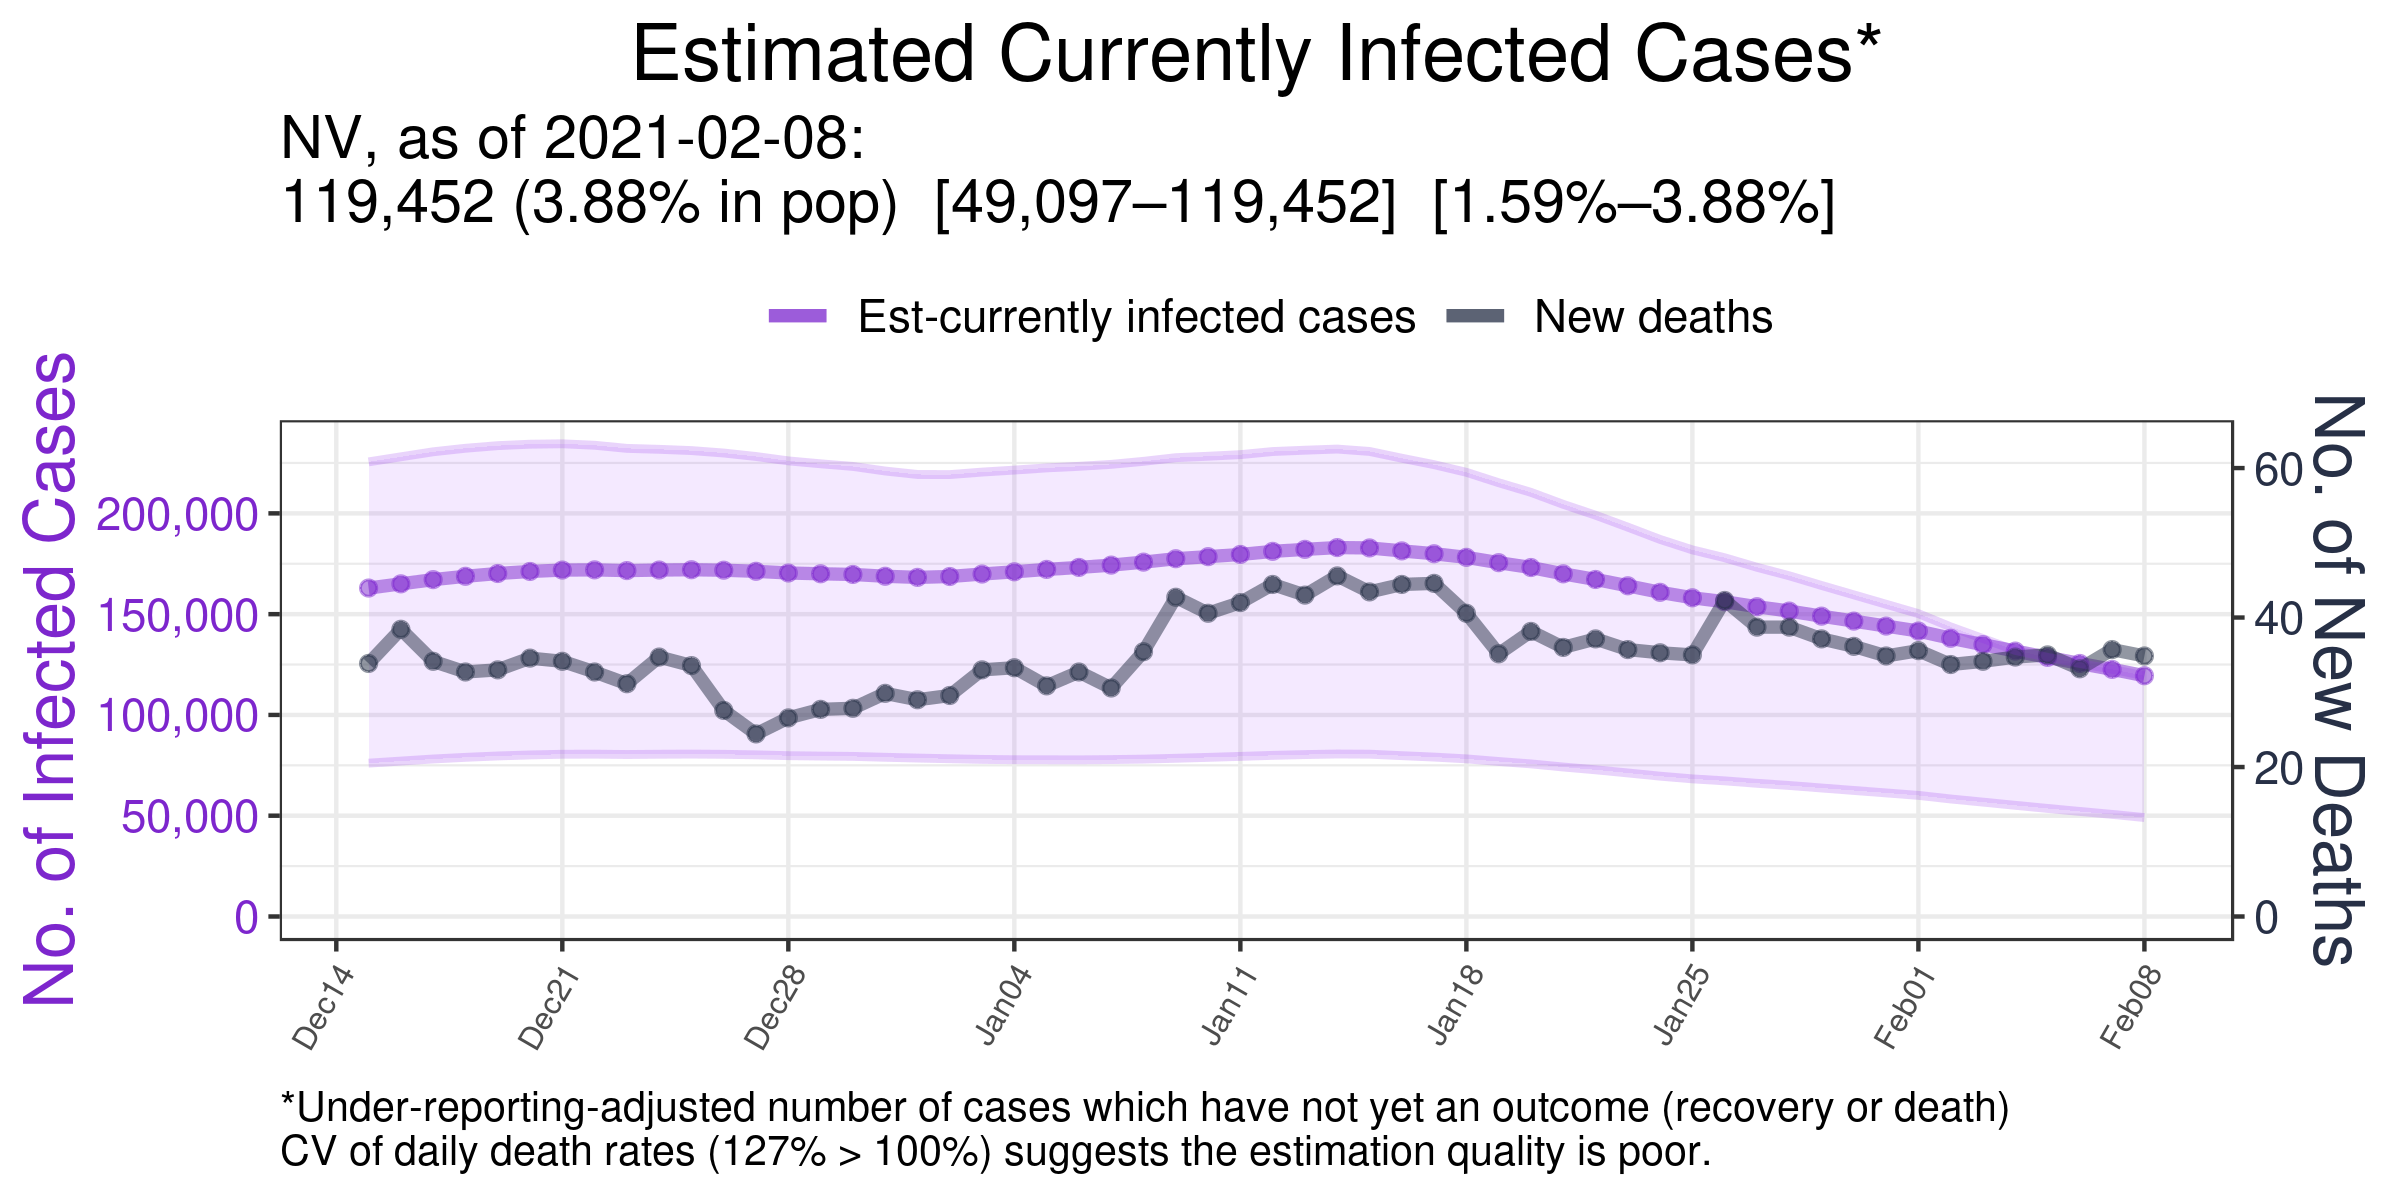 Estimated Currently Infected Cases*
NV, as of 2021-02-08:
119,452 (3.88% in pop)  [49,097–119,452]  [1.59%–3.88%]
Est-currently infected cases
New deaths
No. of Infected Cases
200,000
150,000
100,000
50,000
0
60
40
20
0
No. of New Deaths
Dec14
Dec21
Dec28
Jan04
Jan11
Jan18
Jan25
Feb01
Feb08
*Under-reporting-adjusted number of cases which have not yet an outcome (recovery or death)
CV of daily death rates (127% > 100%) suggests the estimation quality is poor.